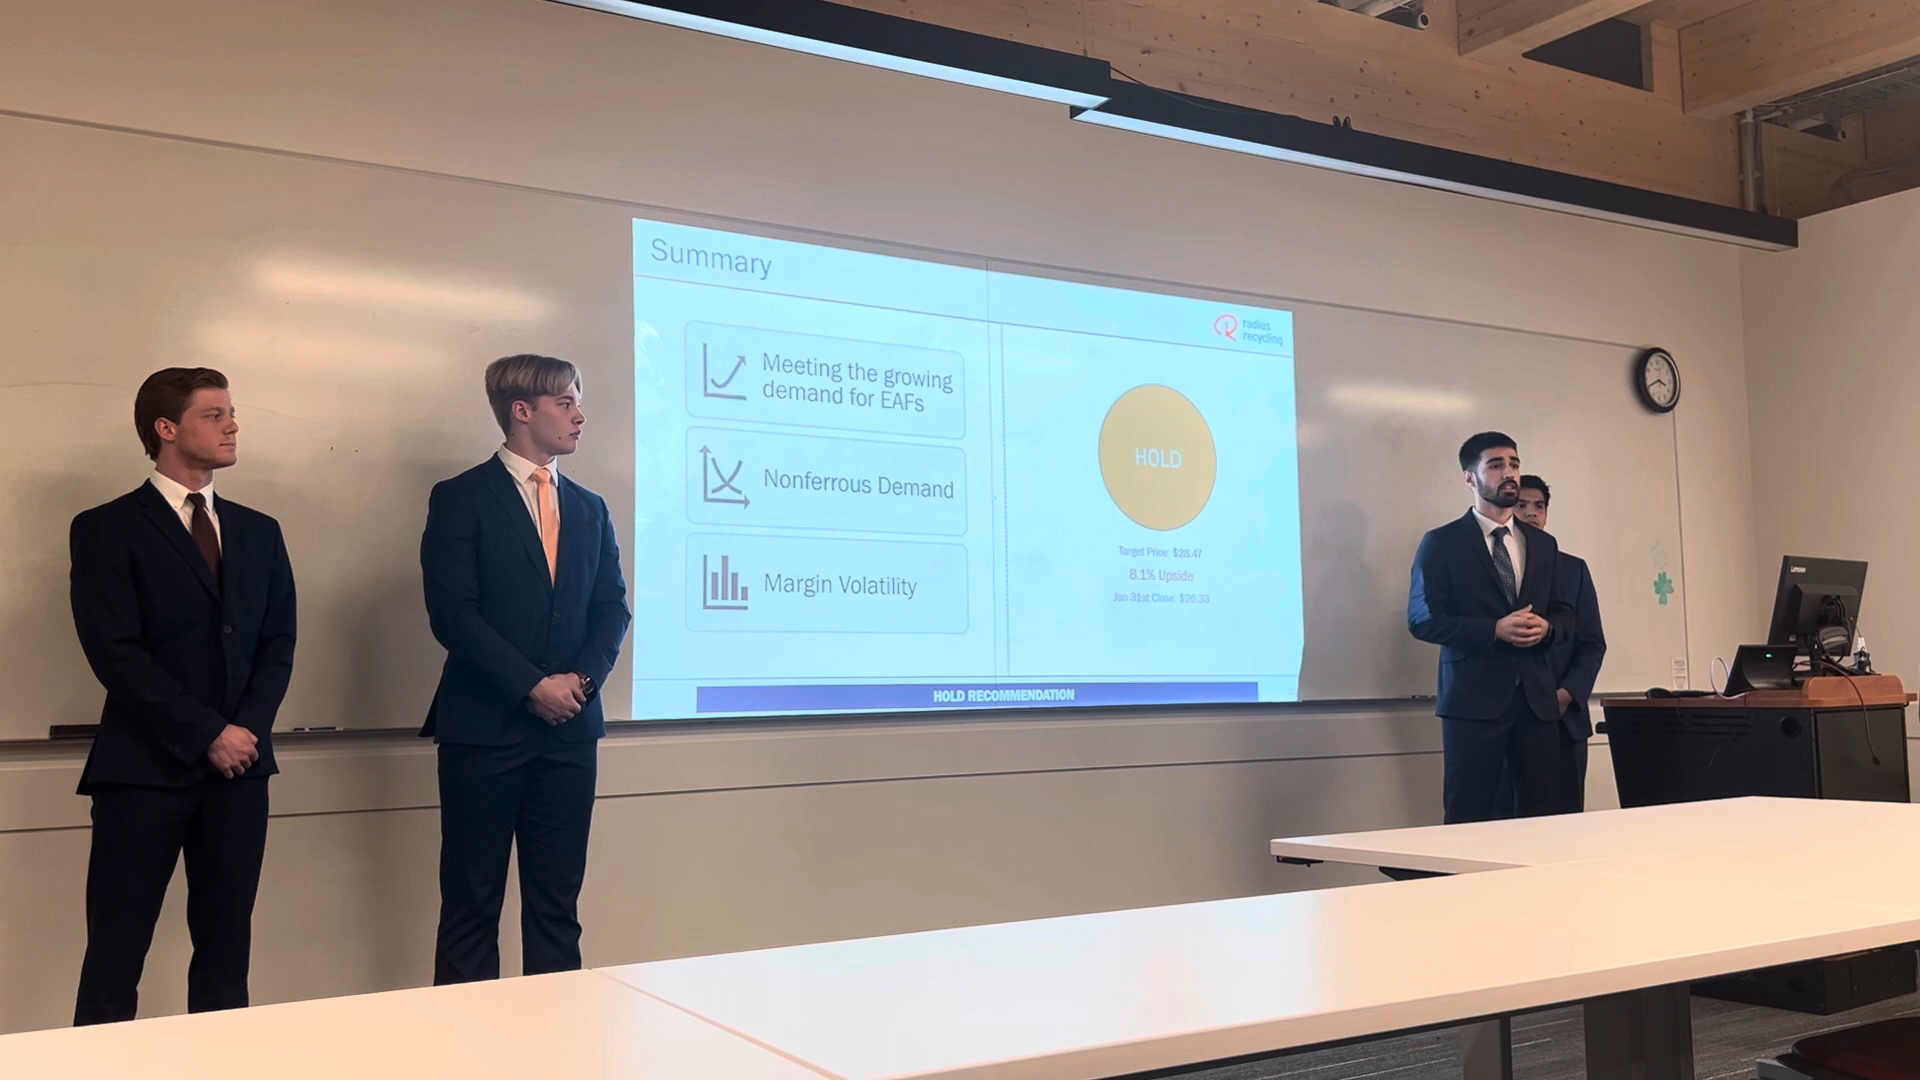 Summary
radius
recycling
Meeting the growing
demand for EAFs
Nonferrous Demand
Margin Volatility
HOLD
Target Price: $28.47
8.1% Upside
Jan 31st Close: $26.33
HOLD RECOMMENDATION
Lenovo